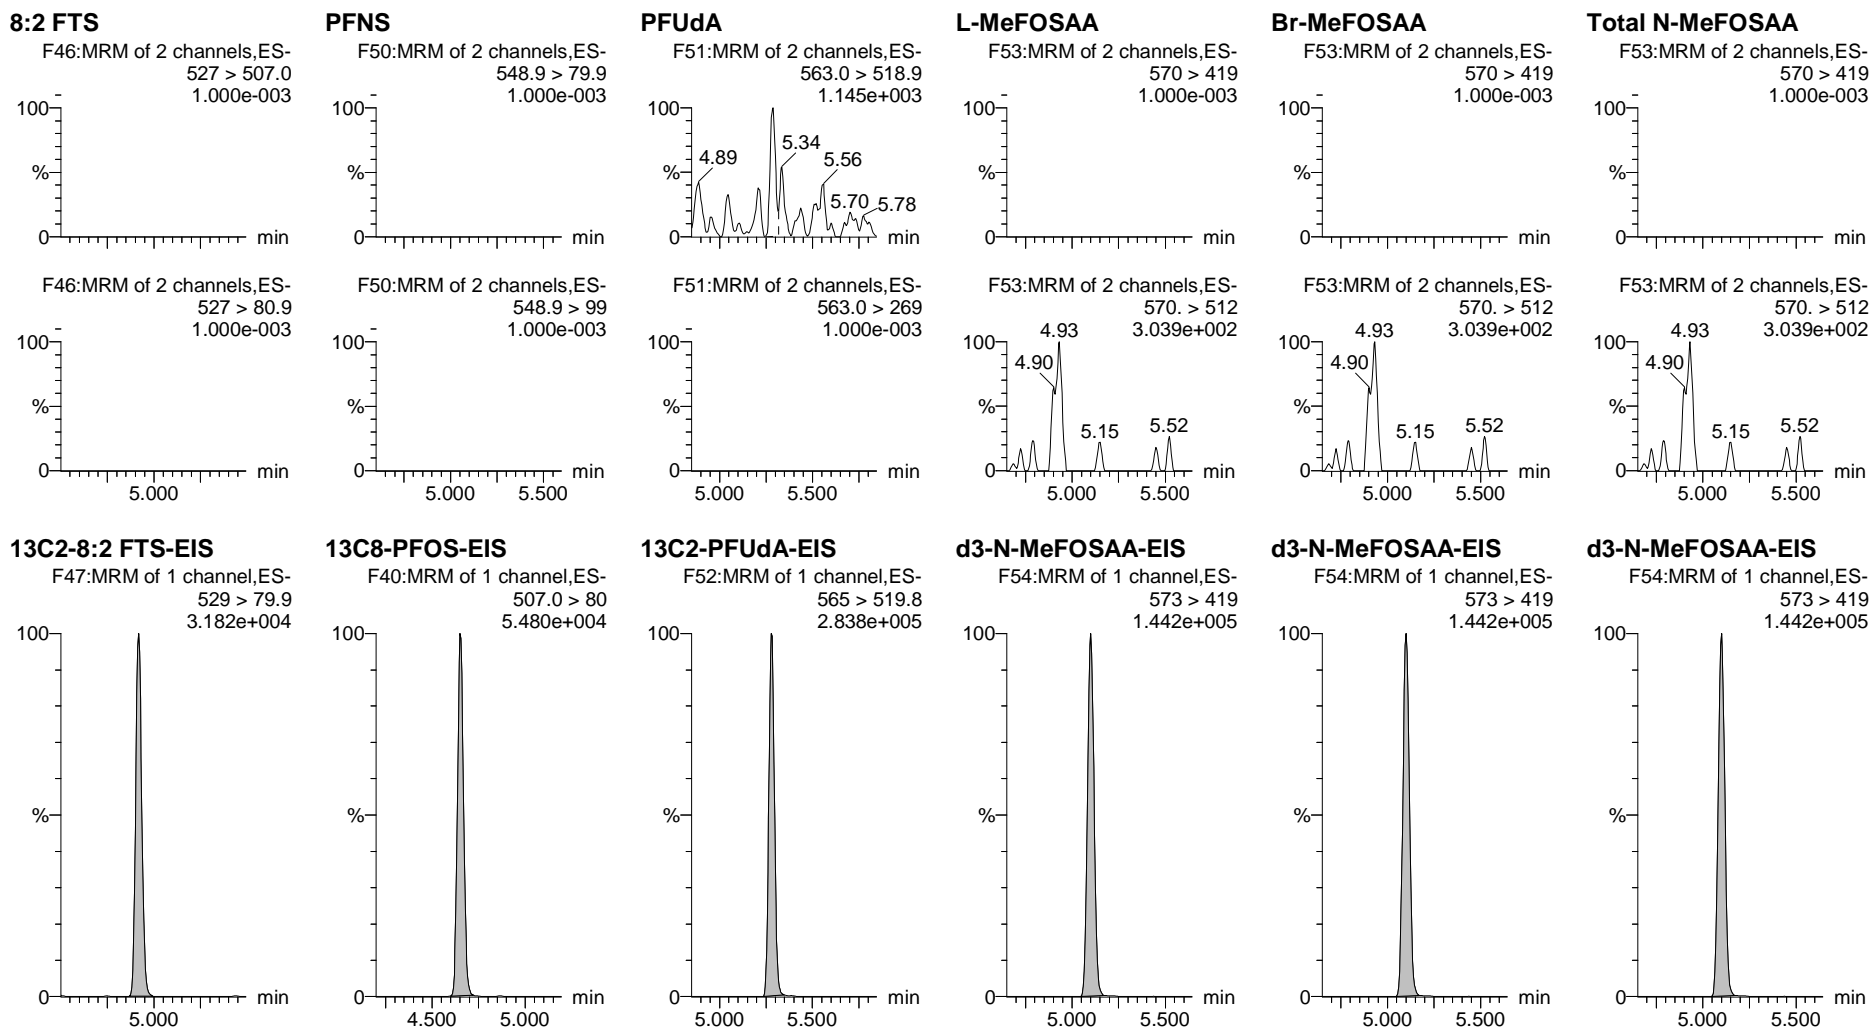 8:2 FTS
F46:MRM of 2 channels,ES-
527 > 507.0
1.000e-003
100
%
0
min
PFNS
F50:MRM of 2 channels,ES-
548.9 > 79.9
1.000e-003
100
%
0
min
PFUdA
F51:MRM of 2 channels,ES-
563.0 > 518.9
1.145e+003
100
%
0
4.89
5.34
5.56
5.70
5.78
min
L-MeFOSAA
F53:MRM of 2 channels,ES-
570 > 419
1.000e-003
100
%
0
min
Br-MeFOSAA
F53:MRM of 2 channels,ES-
570 > 419
1.000e-003
100
%
0
min
Total N-MeFOSAA
F53:MRM of 2 channels,ES-
570 > 419
1.000e-003
100
%
0
min
F46:MRM of 2 channels,ES-
527 > 80.9
1.000e-003
100
%
0
min
5.000
F50:MRM of 2 channels,ES-
548.9 > 99
1.000e-003
100
%
0
min
5.000 5.500
F51:MRM of 2 channels,ES-
563.0 > 269
1.000e-003
100
%
0
min
5.000 5.500
F53:MRM of 2 channels,ES-
570. > 512
3.039e+002
100
%
0
4.93
4.90
5.15
5.52
min
5.000 5.500
F53:MRM of 2 channels,ES-
570. > 512
3.039e+002
100
%
0
4.93
4.90
5.15
5.52
min
5.000 5.500
F53:MRM of 2 channels,ES-
570. > 512
3.039e+002
100
%
0
4.93
4.90
5.15
5.52
min
5.000 5.500
13C2-8:2 FTS-EIS
F47:MRM of 1 channel,ES-
529 > 79.9
3.182e+004
100
%
0
min
5.000
13C8-PFOS-EIS
F40:MRM of 1 channel,ES-
507.0 > 80
5.480e+004
100
%
0
min
4.500 5.000
13C2-PFUdA-EIS
F52:MRM of 1 channel,ES-
565 > 519.8
2.838e+005
100
%
0
min
5.000 5.500
d3-N-MeFOSAA-EIS
F54:MRM of 1 channel,ES-
573 > 419
1.442e+005
100
%
0
min
5.000 5.500
d3-N-MeFOSAA-EIS
F54:MRM of 1 channel,ES-
573 > 419
1.442e+005
100
%
0
min
5.000 5.500
d3-N-MeFOSAA-EIS
F54:MRM of 1 channel,ES-
573 > 419
1.442e+005
100
%
0
min
5.000 5.500